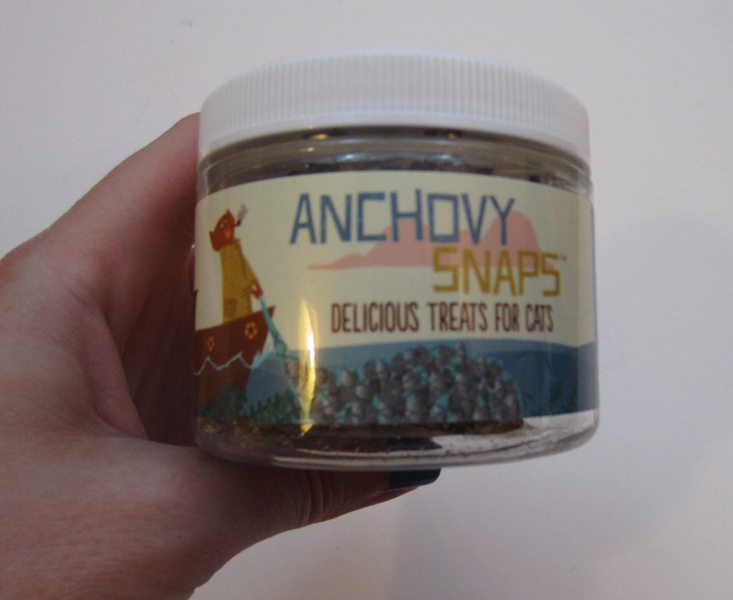 ANCHOVY
SNAPS™
DELICIOUS TREATS FOR CATS